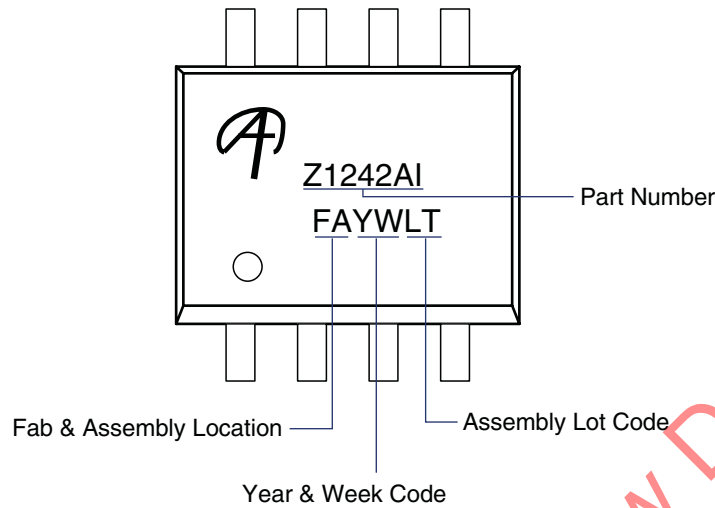 Z1242AI
Part Number
FAYWLT
Fab & Assembly Location
Assembly Lot Code
Year & Week Code
w D